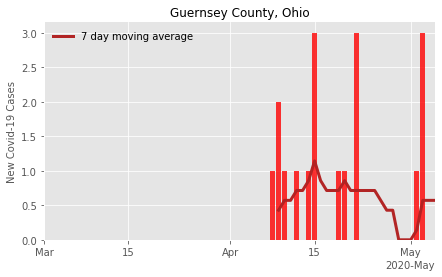 Guernsey County, Ohio
7 day moving average
New Covid-19 Cases
3.0
2.5
2.0
1.5
1.0
0.5
0.0
Mar 15 Apr 15 May
2020-May